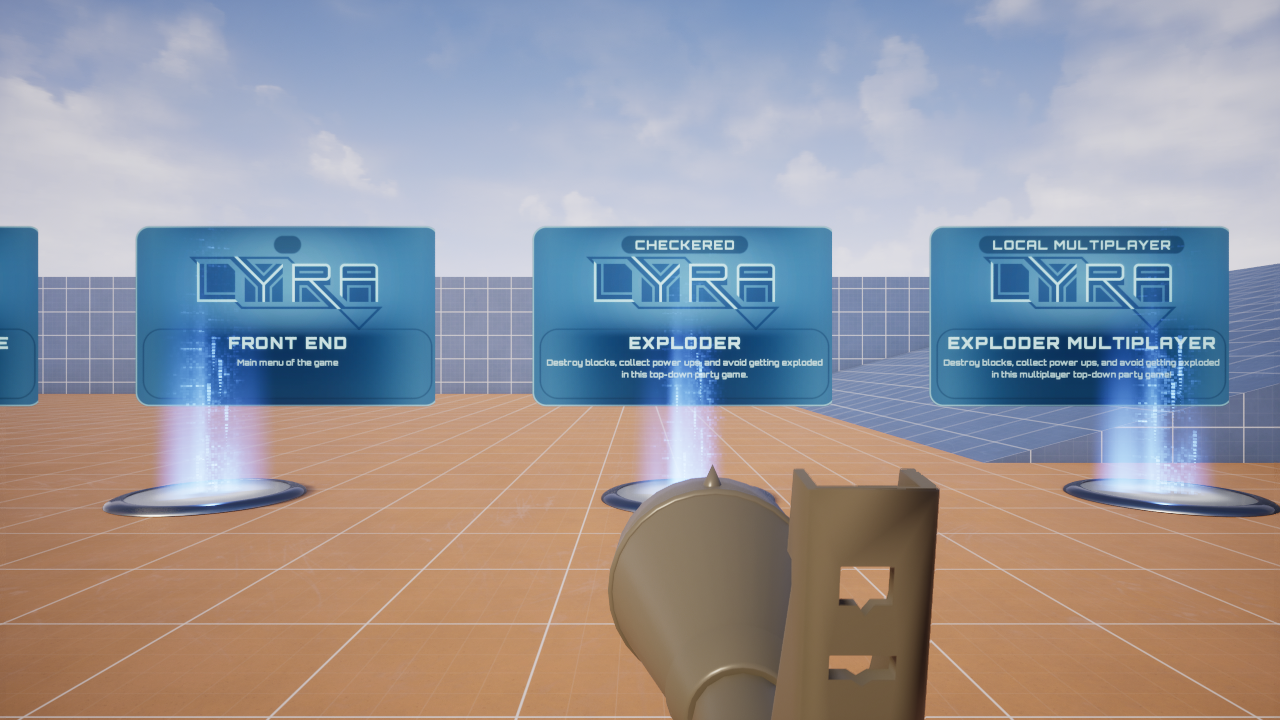 E
LYRA
FRONT END
Main menu of the game
CHECKERED
LYRA
EXPLODER
Destroy blocks, collect power ups, and avoid getting exploded
in this top-down party game.
LOCAL MULTIPLAYER
LYRA
EXPLODER MULTIPLAYER
Destroy blocks, collect power ups, and avoid getting exploded
in this multiplayer top-down party game!